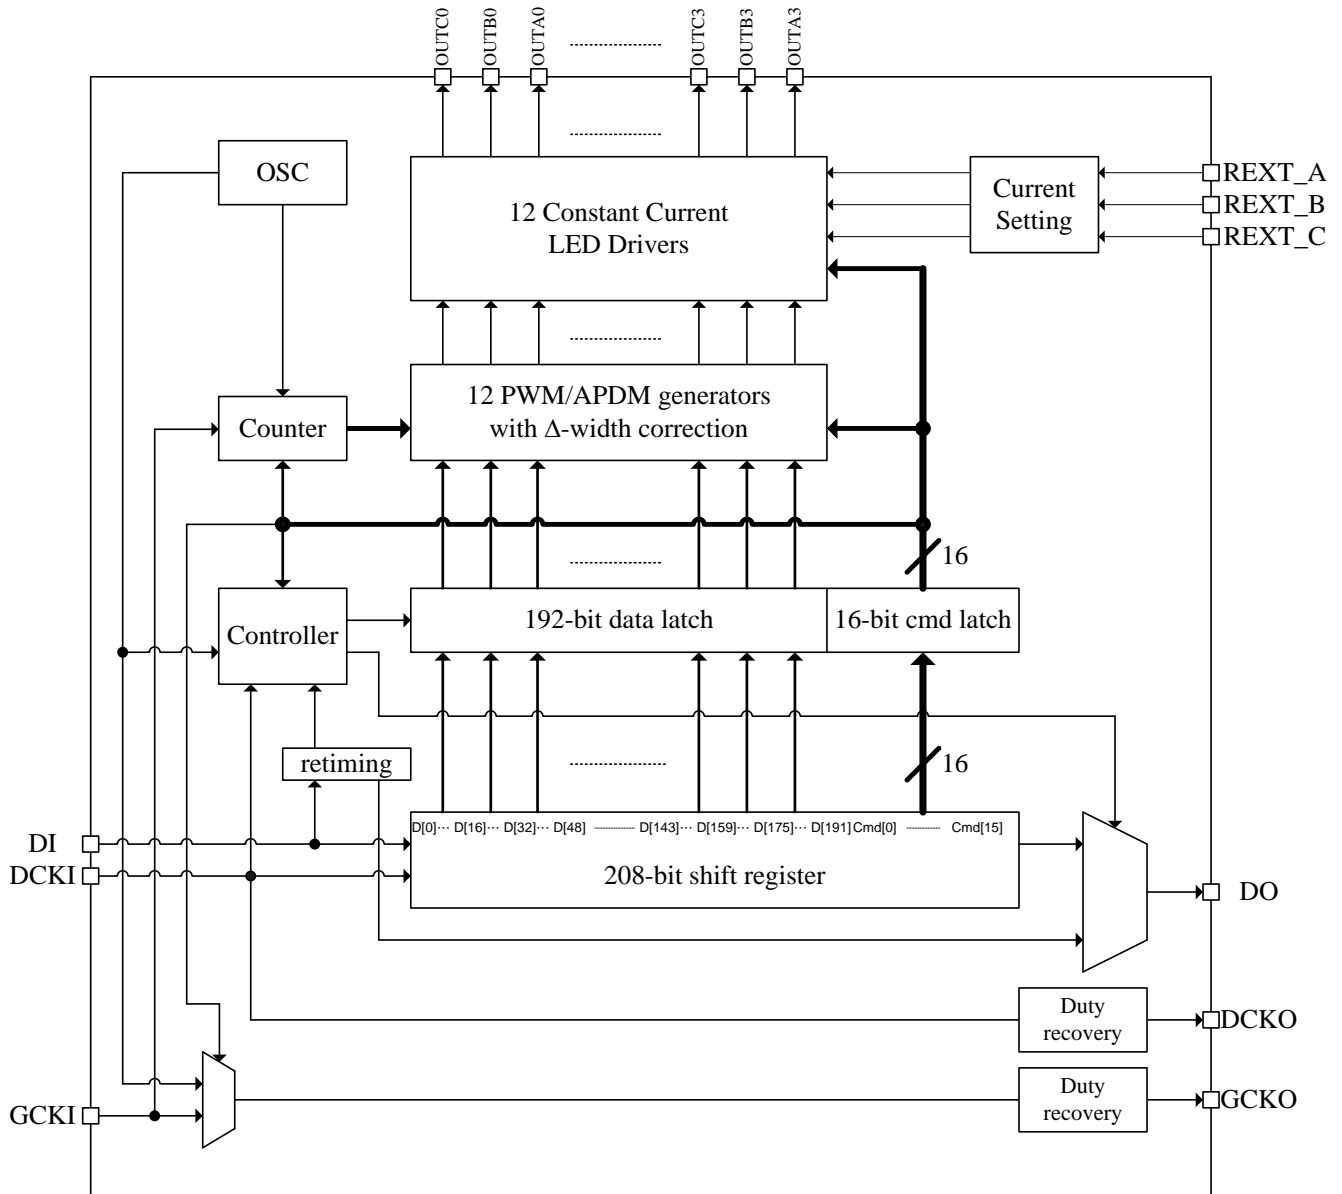 OUTC0
OUTB0
OUTA0
OUTC3
OUTB3
OUTA3
OSC
12 Constant Current
LED Drivers
Current
Setting
REXT_A
REXT_B
REXT_C
Counter
12 PWM/APDM generators
with Δ-width correction
16
Controller
192-bit data latch
16-bit cmd latch
retiming
16
D[0]··· D[16]··· D[32]··· D[48] ············ D[143]··· D[159]··· D[175]··· D[191] Cmd[0] ············ Cmd[15]
208-bit shift register
DI
DCKI
DO
Duty
recovery
DCKO
GCKI
Duty
recovery
GCKO